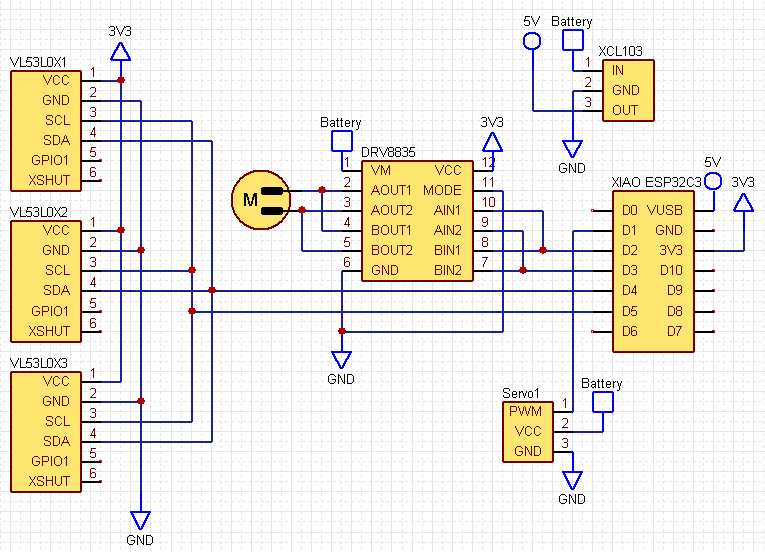 3V3
VL53L0X1
VCC 1
GND 2
SCL 3
SDA 4
GPIO1 5
XSHUT 6
VL53L0X2
VCC 1
GND 2
SCL 3
SDA 4
GPIO1 5
XSHUT 6
VL53L0X3
VCC 1
GND 2
SCL 3
SDA 4
GPIO1 5
XSHUT 6
GND
M
Battery
DRV8835
3V3
1 VM VCC 12
2 AOUT1 MODE 11
3 AOUT2 AIN1 10
4 BOUT1 AIN2 9
5 BOUT2 BIN1 8
6 GND BIN2 7
GND
5V Battery
XCL103
1 IN
2 GND
3 OUT
GND
XIAO ESP32C3
5V
3V3
D0 VUSB
D1 GND
D2 3V3
D3 D10
D4 D9
D5 D8
D6 D7
Servo1
Battery
PWM 1
VCC 2
GND 3
GND